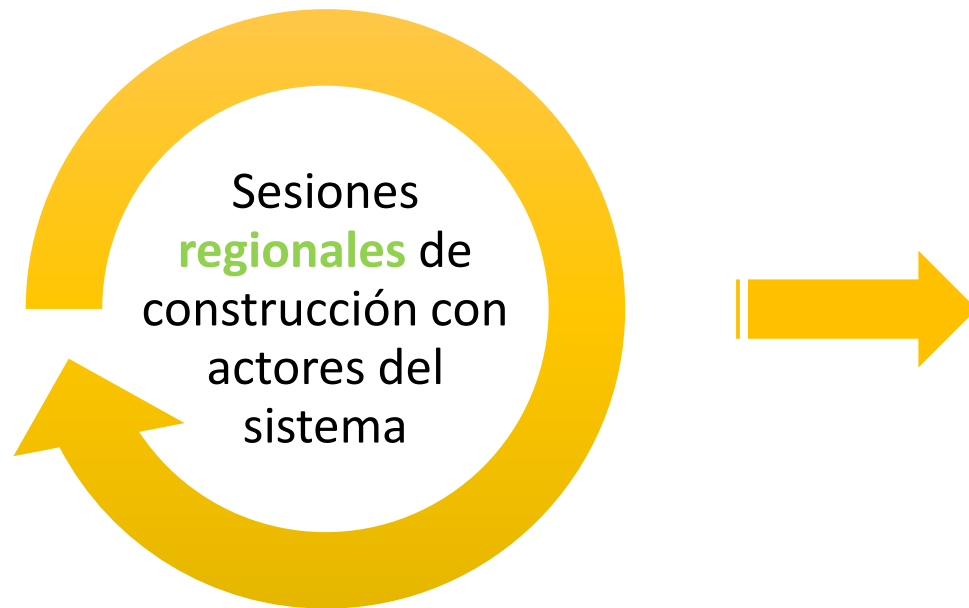 Sesiones
regionales de
construcción con
actores del
sistema